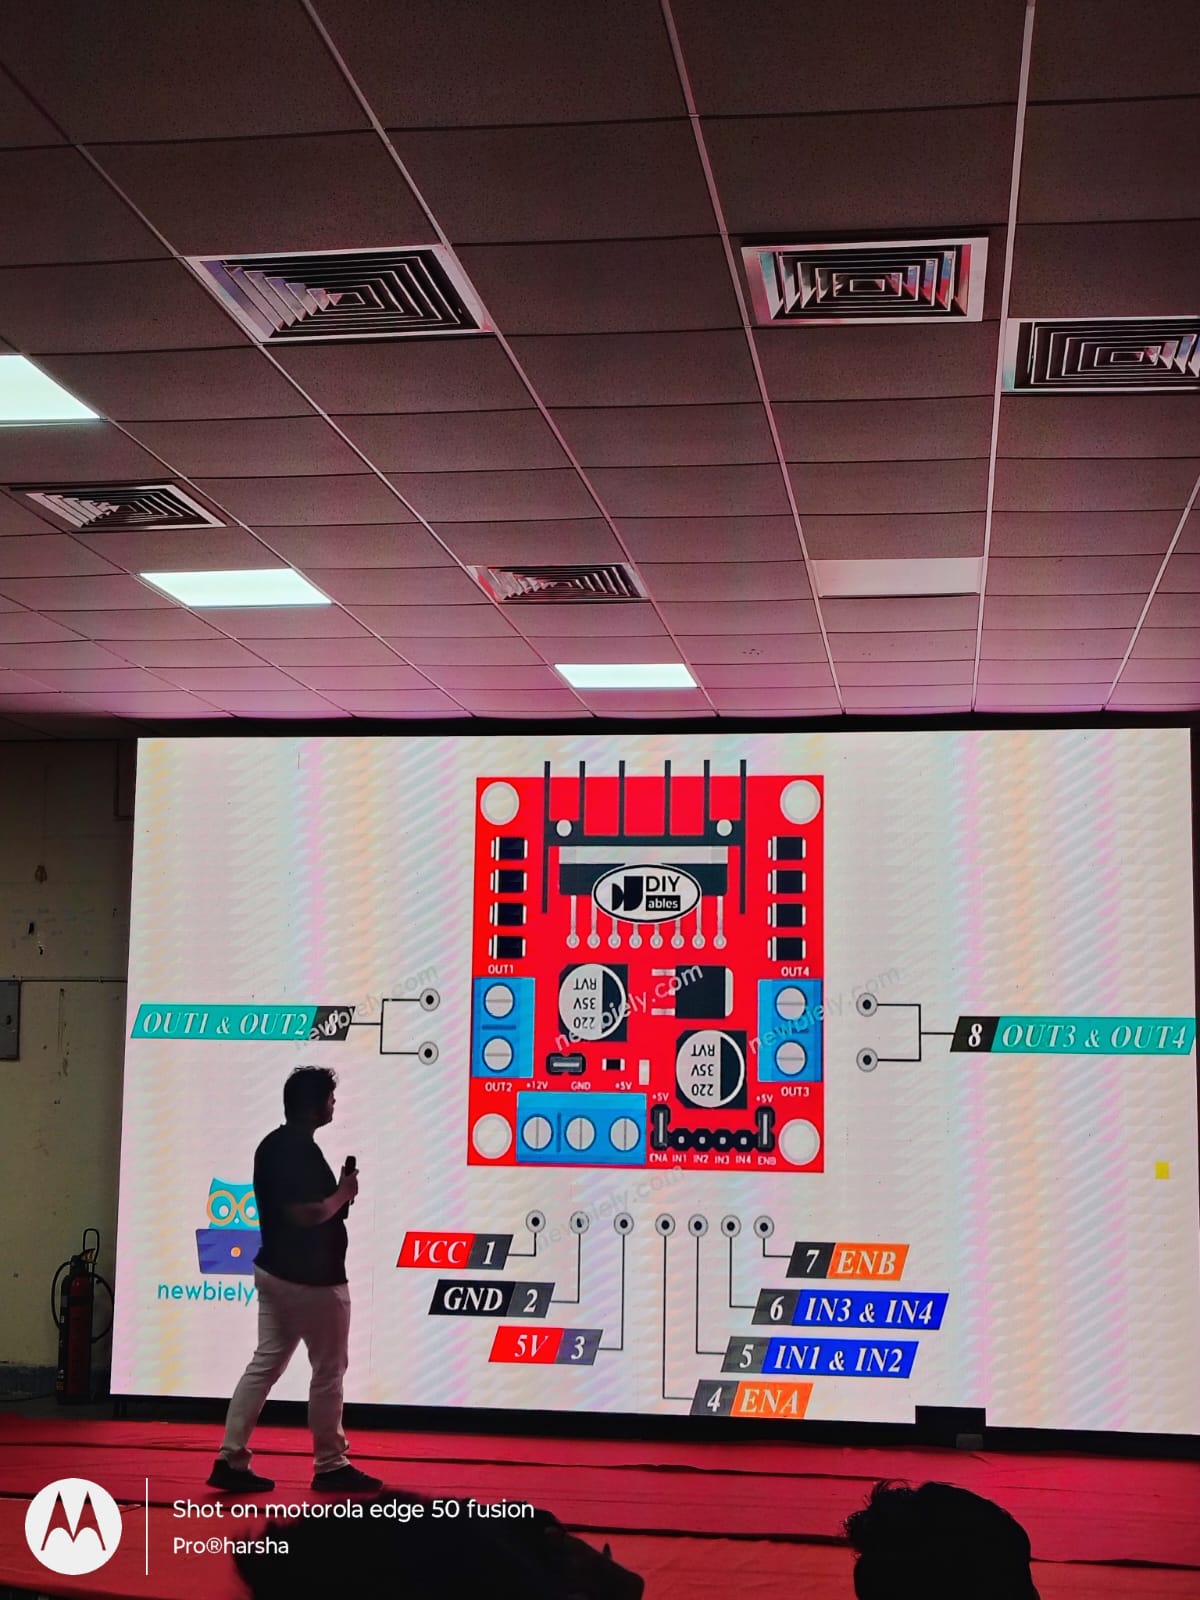 DIY
ables
OUT1
OUT4
220
35V
RVT
newbiely.com
newbiely.com
newbiely.com
OUT1 & OUT2 8
8 OUT3 & OUT4
220
35V
RVT
OUT2
+12V
GND
+5V
OUT3
+5V
+5V
ENA
IN1
IN2
IN3
IN4
ENB
newbiely.com
VCC 1
7 ENB
newbiely
GND 2
6 IN3 & IN4
5V 3
5 IN1 & IN2
4 ENA
Shot on motorola edge 50 fusion
Pro®harsha